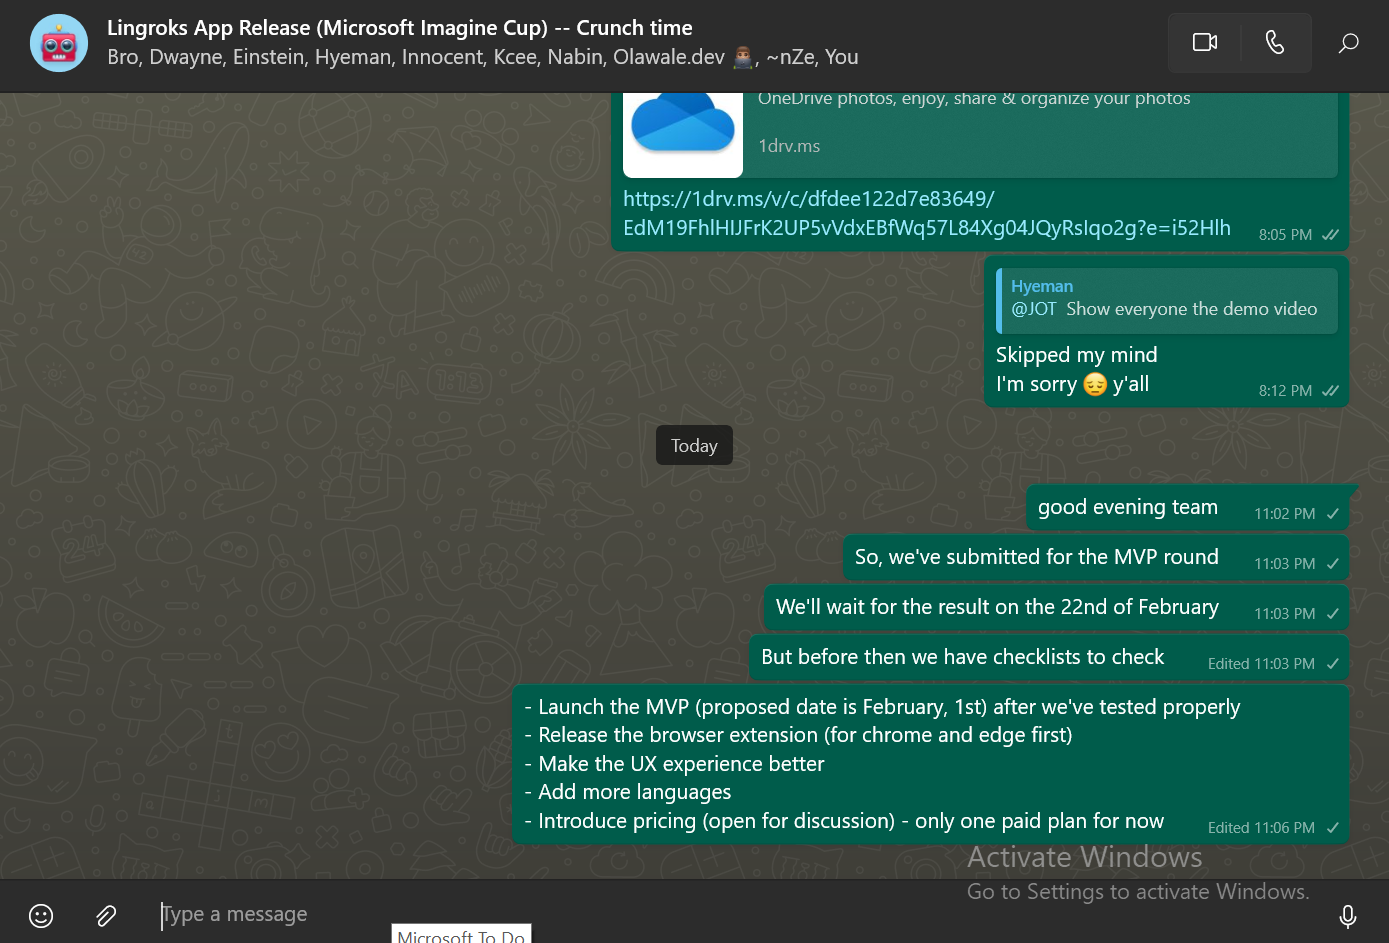 Lingroks App Release (Microsoft Imagine Cup) -- Crunch time
Bro, Dwayne, Einstein, Hyeman, Innocent, Kcee, Nabin, Olawale.dev 🥷🏾, ~nZe, You
OneDrive photos, enjoy, share & organize your photos
1drv.ms
https://1drv.ms/v/c/dfdee122d7e83649/
EdM19FhlHIJFrK2UP5vVdxEBfWq57L84Xg04JQyRsIqo2g?e=i52Hlh
8:05 PM
Hyeman
@JOT Show everyone the demo video
Skipped my mind
I'm sorry 😔 y'all
8:12 PM
Today
good evening team 11:02 PM
So, we've submitted for the MVP round 11:03 PM
We'll wait for the result on the 22nd of February 11:03 PM
But before then we have checklists to check Edited 11:03 PM
- Launch the MVP (proposed date is February, 1st) after we've tested properly
- Release the browser extension (for chrome and edge first)
- Make the UX experience better
- Add more languages
- Introduce pricing (open for discussion) - only one paid plan for now Edited 11:06 PM
Activate Windows
Go to Settings to activate Windows.
Type a message
Microsoft To Do